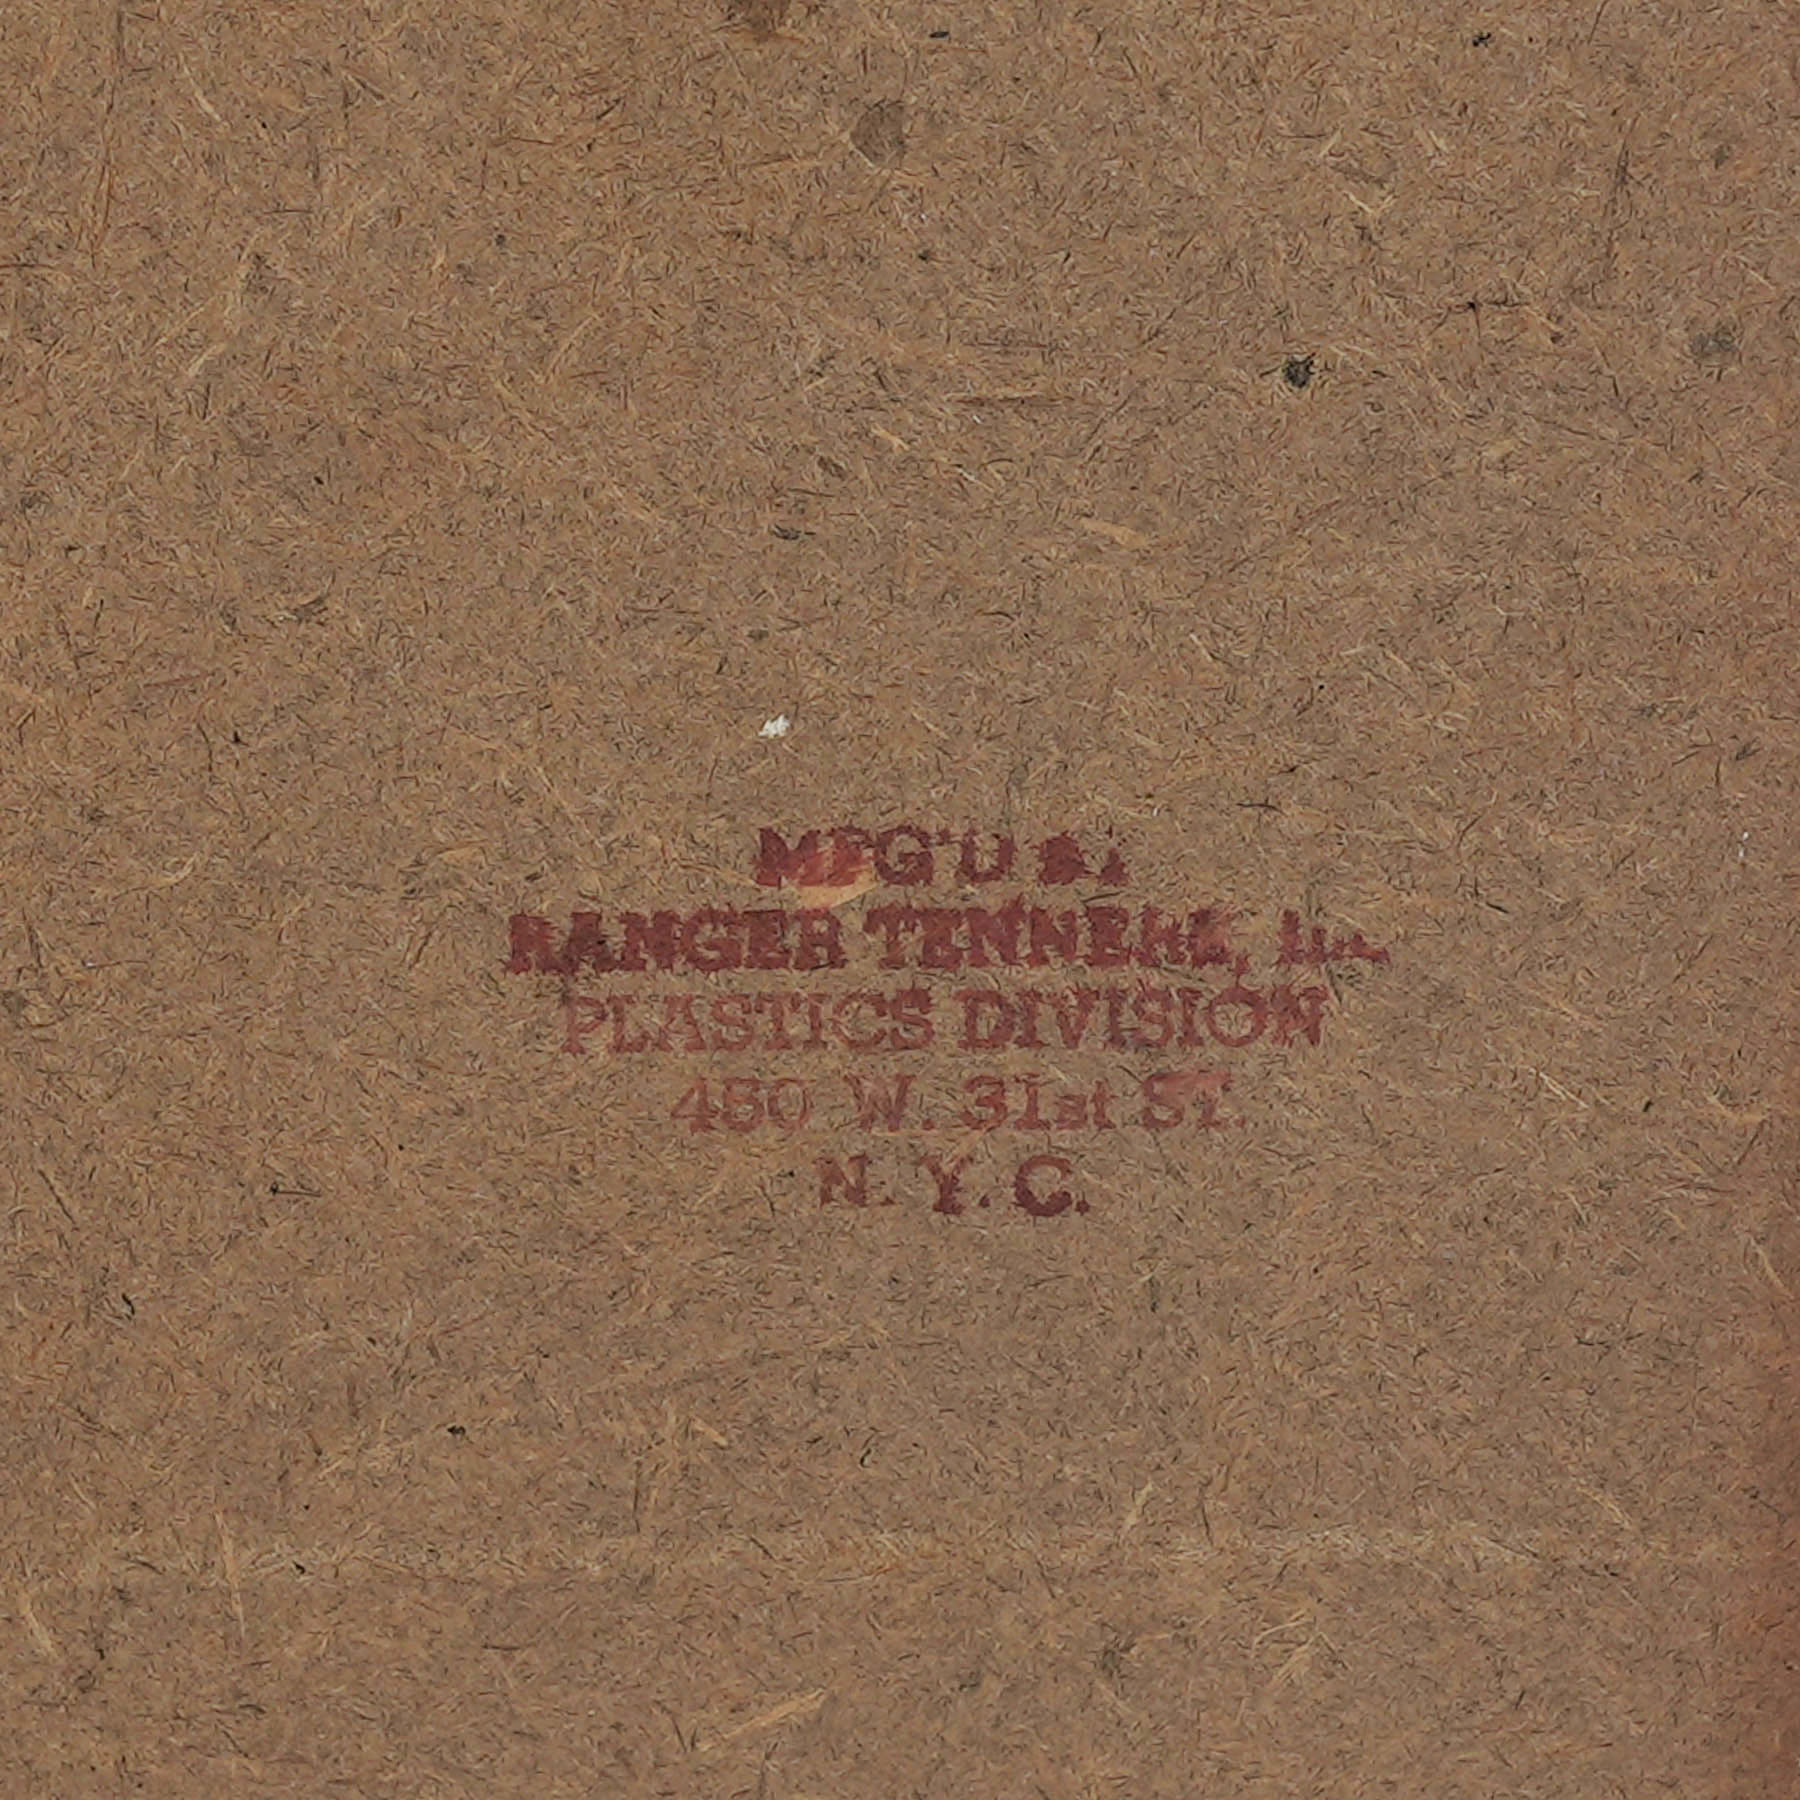 MFG'D BY
RANGER TENNERE, INC.
PLASTICS DIVISION
450 W. 31st ST.
N. Y. C.